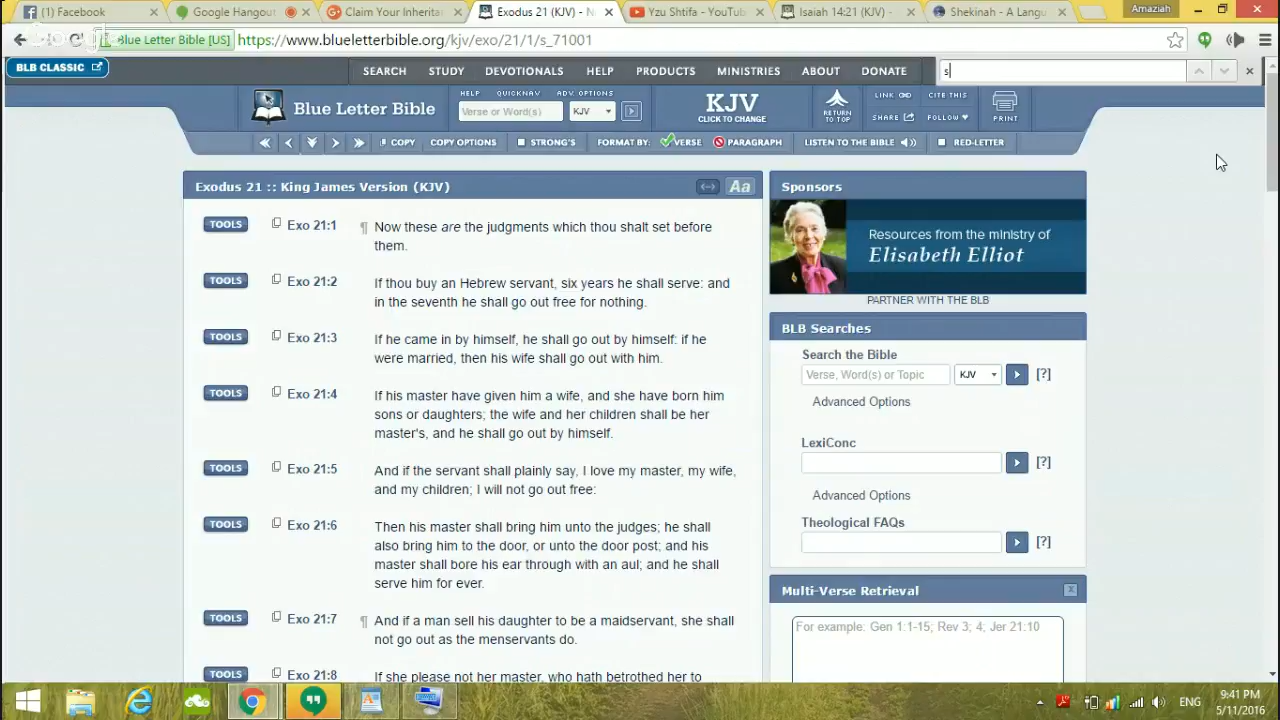 (1) Facebook
Google Hangout
Claim Your Inherita
Exodus 21 (KJV) - N
Yzu Shtifa - YouTub
Isaiah 14:21 (KJV) -
Shekinah - A Langu
Amaziah
Blue Letter Bible [US]
https://www.blueletterbible.org/kjv/exo/21/1/s_71001
BLB CLASSIC
SEARCH STUDY DEVOTIONALS HELP PRODUCTS MINISTRIES ABOUT DONATE
s
Blue Letter Bible
HELP QUICKNAV ADV. OPTIONS
Verse or Word(s)
KJV
KJV
CLICK TO CHANGE
RETURN
TO TOP
LINK
CITE THIS
SHARE
FOLLOW
PRINT
COPY COPY OPTIONS STRONG'S FORMAT BY: VERSE PARAGRAPH LISTEN TO THE BIBLE RED-LETTER
Exodus 21 :: King James Version (KJV)
Aa
TOOLS Exo 21:1 ¶ Now these are the judgments which thou shalt set before
them.
TOOLS Exo 21:2 If thou buy an Hebrew servant, six years he shall serve: and
in the seventh he shall go out free for nothing.
TOOLS Exo 21:3 If he came in by himself, he shall go out by himself: if he
were married, then his wife shall go out with him.
TOOLS Exo 21:4 If his master have given him a wife, and she have born him
sons or daughters; the wife and her children shall be her
master's, and he shall go out by himself.
TOOLS Exo 21:5 And if the servant shall plainly say, I love my master, my wife,
and my children; I will not go out free:
TOOLS Exo 21:6 Then his master shall bring him unto the judges; he shall
also bring him to the door, or unto the door post; and his
master shall bore his ear through with an aul; and he shall
serve him for ever.
TOOLS Exo 21:7 ¶ And if a man sell his daughter to be a maidservant, she shall
not go out as the menservants do.
TOOLS Exo 21:8 If she please not her master, who hath betrothed her to
Sponsors
Resources from the ministry of
Elisabeth Elliot
PARTNER WITH THE BLB
BLB Searches
Search the Bible
Verse, Word(s) or Topic
KJV
[?]
Advanced Options
LexiConc
[?]
Advanced Options
Theological FAQs
[?]
Multi-Verse Retrieval
For example: Gen 1:1-15; Rev 3; 4; Jer 21:10
ENG
9:41 PM
5/11/2016